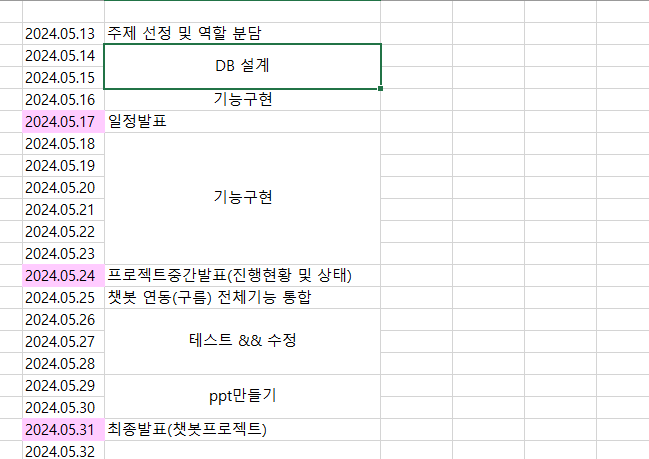 2024.05.13 주제 선정 및 역할 분담
2024.05.14
DB 설계
2024.05.15
2024.05.16 기능구현
2024.05.17 일정발표
2024.05.18
2024.05.19
2024.05.20
기능구현
2024.05.21
2024.05.22
2024.05.23
2024.05.24 프로젝트중간발표(진행현황 및 상태)
2024.05.25 챗봇 연동(구름) 전체기능 통합
2024.05.26
2024.05.27 테스트 && 수정
2024.05.28
2024.05.29
ppt만들기
2024.05.30
2024.05.31 최종발표(챗봇프로젝트)
2024.05.32